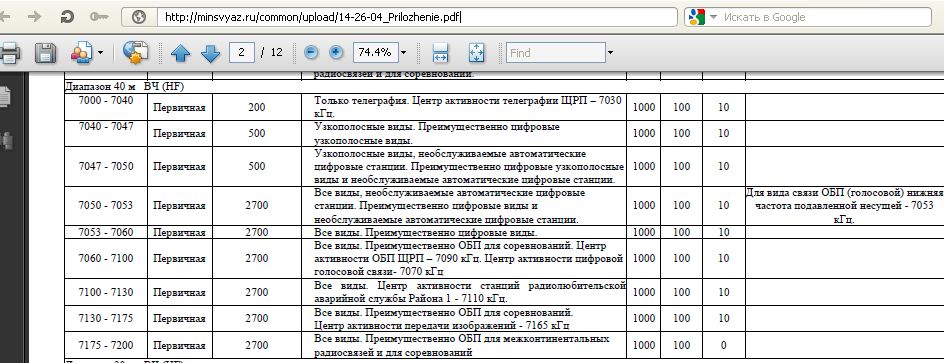 http://minsvyaz.ru/common/upload/14-26-04_Prilozhenie.pdf
Искать в Google
2 / 12
74.4%
Find
радиосвязей и для соревнований.
Диапазон 40 м ВЧ (HF)
7000 - 7040 Первичная 200 Только телеграфия. Центр активности телеграфии ЩРП – 7030 1000 100 10
кГц.
7040 - 7047 Первичная 500 Узкополосные виды. Преимущественно цифровые 1000 100 10
узкополосные виды.
7047 - 7050 Первичная 500 Узкополосные виды, необслуживаемые автоматические 1000 100 10
цифровые станции. Преимущественно цифровые узкополосные
виды и необслуживаемые автоматические цифровые станции.
7050 - 7053 Первичная 2700 Все виды, необслуживаемые автоматические цифровые 1000 100 10 Для вида связи ОБП (голосовой) нижняя
станции. Преимущественно цифровые виды и частота подавленной несущей - 7053
необслуживаемые автоматические цифровые станции. кГц.
7053 - 7060 Первичная 2700 Все виды. Преимущественно цифровые виды. 1000 100 10
7060 - 7100 Первичная 2700 Все виды. Преимущественно ОБП для соревнований. Центр 1000 100 10
активности ОБП ЩРП – 7090 кГц. Центр активности цифровой
голосовой связи- 7070 кГц
7100 - 7130 Первичная 2700 Все виды. Центр активности станций радиолюбительской 1000 100 10
аварийной службы Района 1 - 7110 кГц.
7130 - 7175 Первичная 2700 Все виды. Преимущественно ОБП для соревнований. 1000 100 10
Центр активности передачи изображений - 7165 кГц
7175 - 7200 Первичная 2700 Все виды. Преимущественно ОБП для межконтинентальных 1000 100 0
радиосвязей и для соревнований